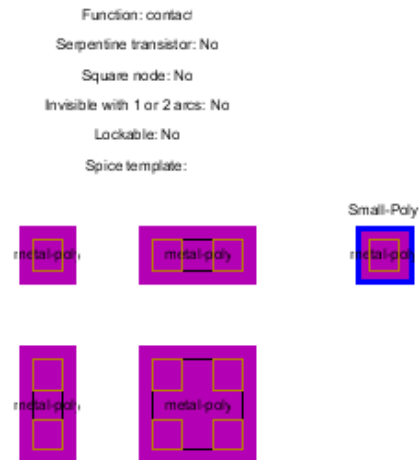 Function: contact
Serpentine transistor: No
Square node: No
Invisible with 1 or 2 arcs: No
Lockable: No
Spice template:
Small-Poly
metal-poly metal-poly metal-poly
metal-poly metal-poly